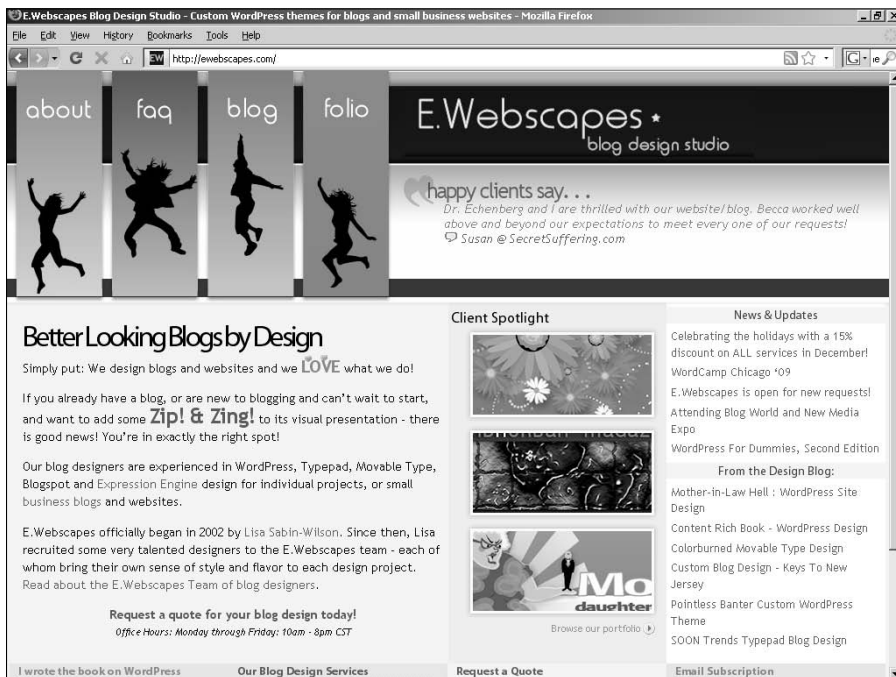 E.Webscapes Blog Design Studio - Custom WordPress themes for blogs and small business websites - Mozilla Firefox
File Edit View History Bookmarks Tools Help
EW http://ewebscapes.com/
G
about faq blog folio
E.Webscapes
blog design studio
happy clients say. . .
Dr. Echenberg and I are thrilled with our website/blog. Becca worked well
above and beyond our expectations to meet every one of our requests!
Susan @ SecretSuffering.com
Better Looking Blogs by Design
Simply put: We design blogs and websites and we LOVE what we do!
If you already have a blog, or are new to blogging and can't wait to start,
and want to add some Zip! & Zing! to its visual presentation - there
is good news! You're in exactly the right spot!
Our blog designers are experienced in WordPress, Typepad, Movable Type,
Blogspot and Expression Engine design for individual projects, or small
business blogs and websites.
E.Webscapes officially began in 2002 by Lisa Sabin-Wilson. Since then, Lisa
recruited some very talented designers to the E.Webscapes team - each of
whom bring their own sense of style and flavor to each design project.
Read about the E.Webscapes Team of blog designers.
Request a quote for your blog design today!
Office Hours: Monday through Friday: 10am - 8pm CST
Client Spotlight
Mo
daughter
Browse our portfolio
News & Updates
Celebrating the holidays with a 15%
discount on ALL services in December!
WordCamp Chicago '09
E.Webscapes is open for new requests!
Attending Blog World and New Media
Expo
WordPress For Dummies, Second Edition
From the Design Blog:
Mother-in-Law Hell : WordPress Site
Design
Content Rich Book - WordPress Design
Colorburned Movable Type Design
Custom Blog Design - Keys To New
Jersey
Pointless Banter Custom WordPress
Theme
SOON Trends Typepad Blog Design
I wrote the book on WordPress
Our Blog Design Services
Request a Quote
Email Subscription